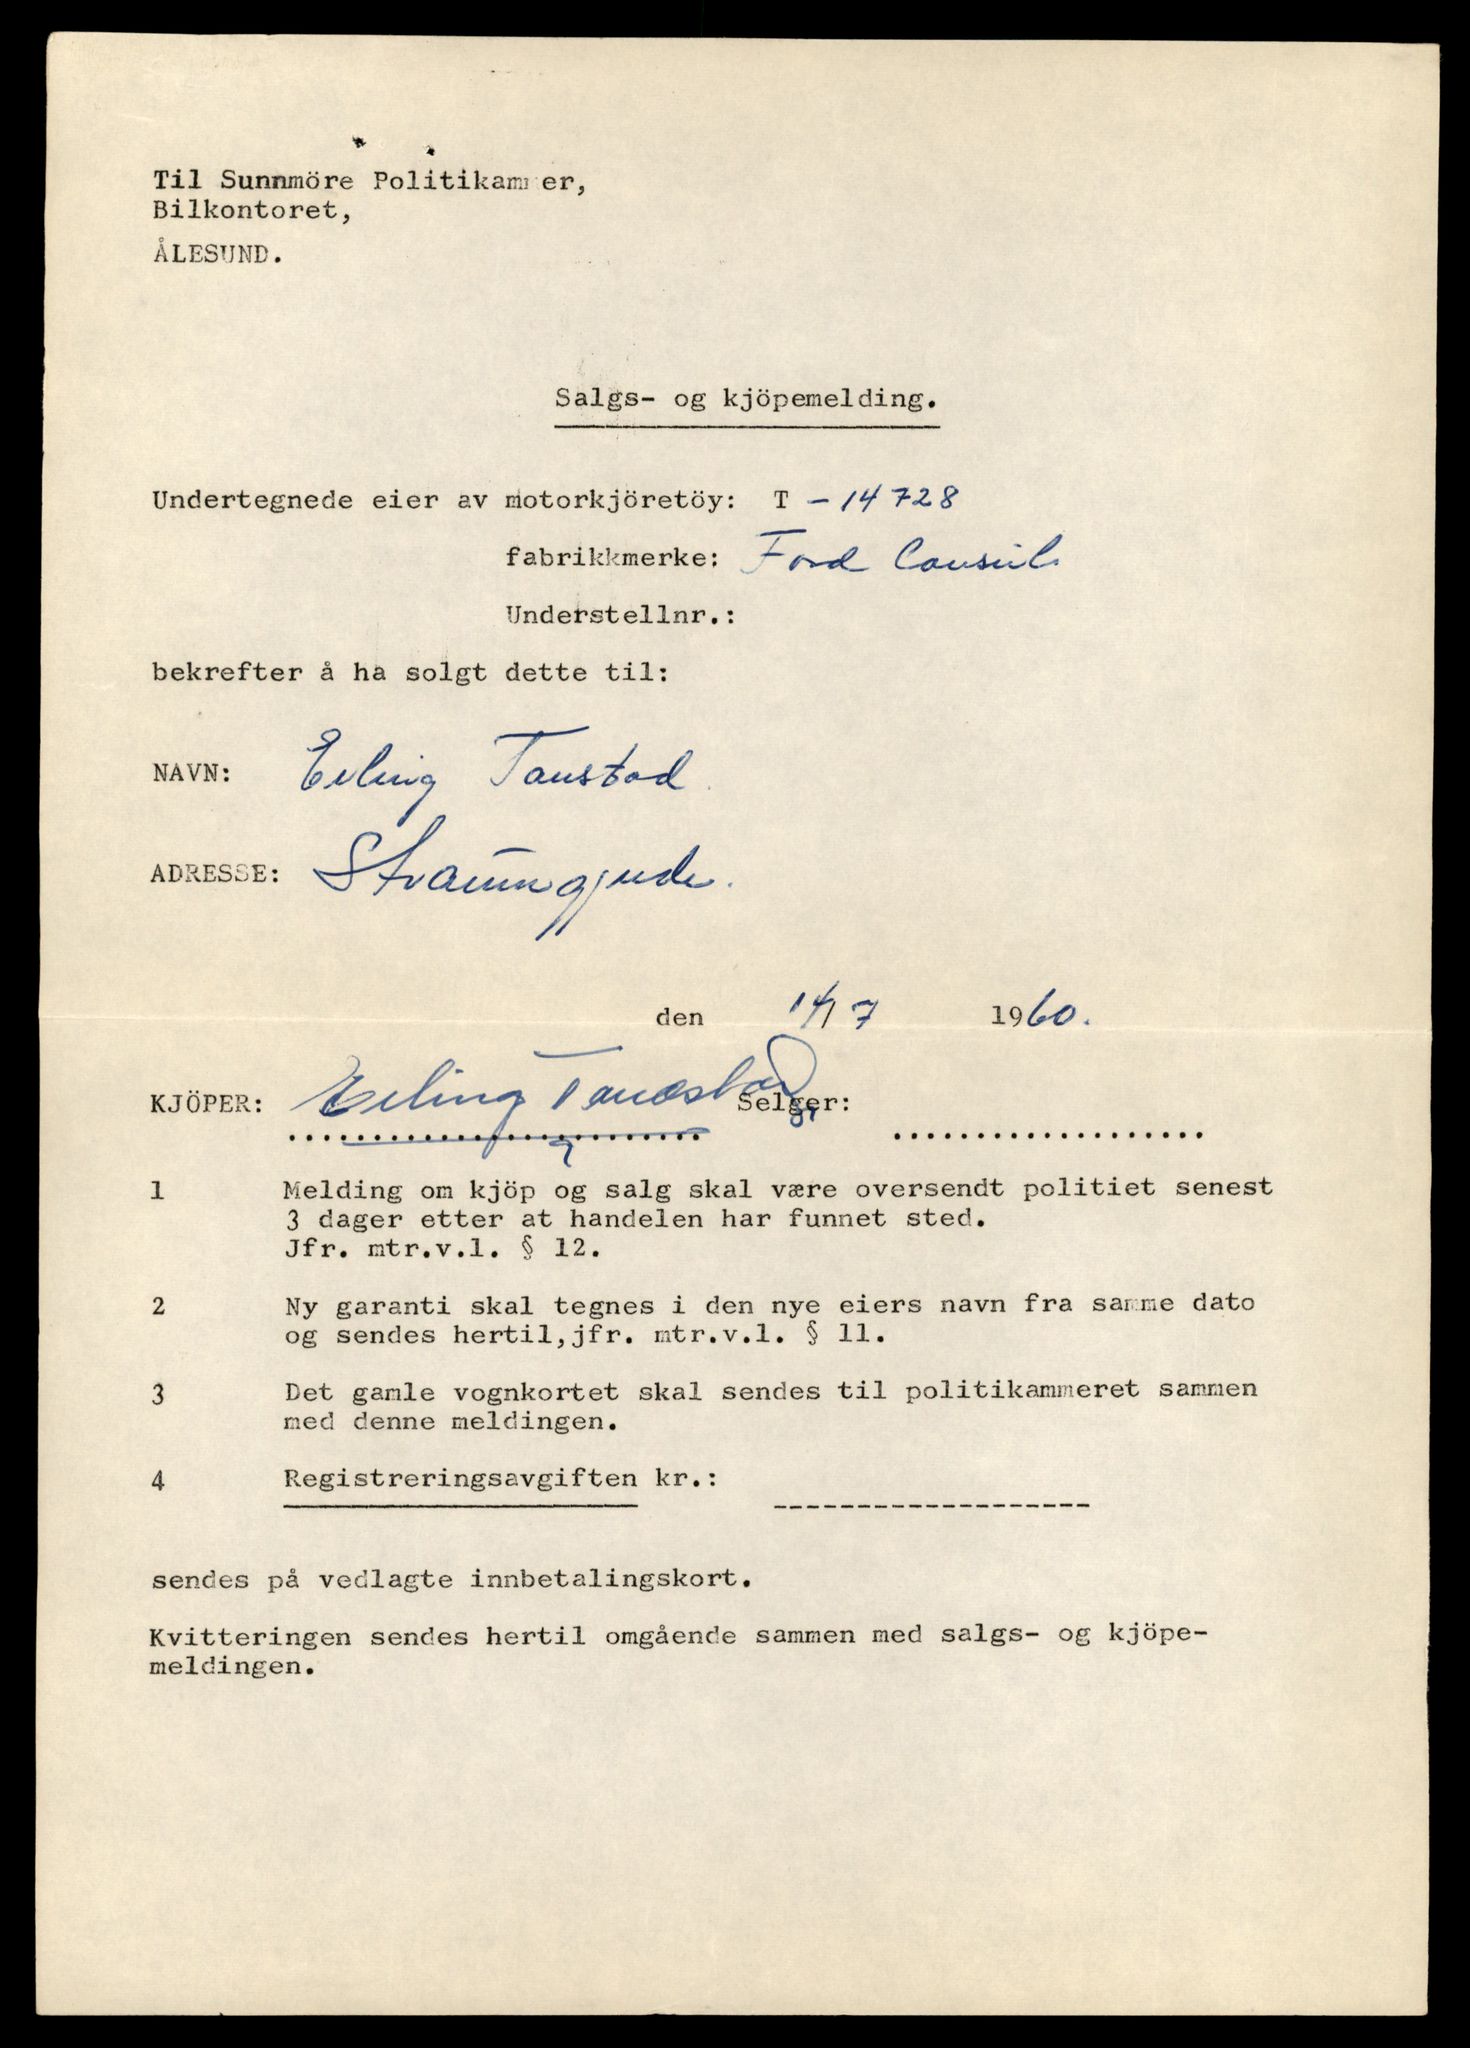 Til Sunnmöre Politikammer,
Bilkontoret,
ÅLESUND.
Salgs- og kjöpemelding.
Undertegnede eier av motorkjöretöy: T - 14728
fabrikkmerke: Ford Consul
Understellnr.:
bekrefter å ha solgt dette til:
NAVN: Erling Tanstad
ADRESSE: Straumgjerde.
den 14/7 1960.
KJÖPER: Erling Tanestad Selger:
1 Melding om kjöp og salg skal være oversendt politiet senest
3 dager etter at handelen har funnet sted.
Jfr. mtr.v.l. § 12.
2 Ny garanti skal tegnes i den nye eiers navn fra samme dato
og sendes hertil,jfr. mtr.v.l. § 11.
3 Det gamle vognkortet skal sendes til politikammeret sammen
med denne meldingen.
4 Registreringsavgiften kr.:
sendes på vedlagte innbetalingskort.
Kvitteringen sendes hertil omgående sammen med salgs- og kjöpe-
meldingen.